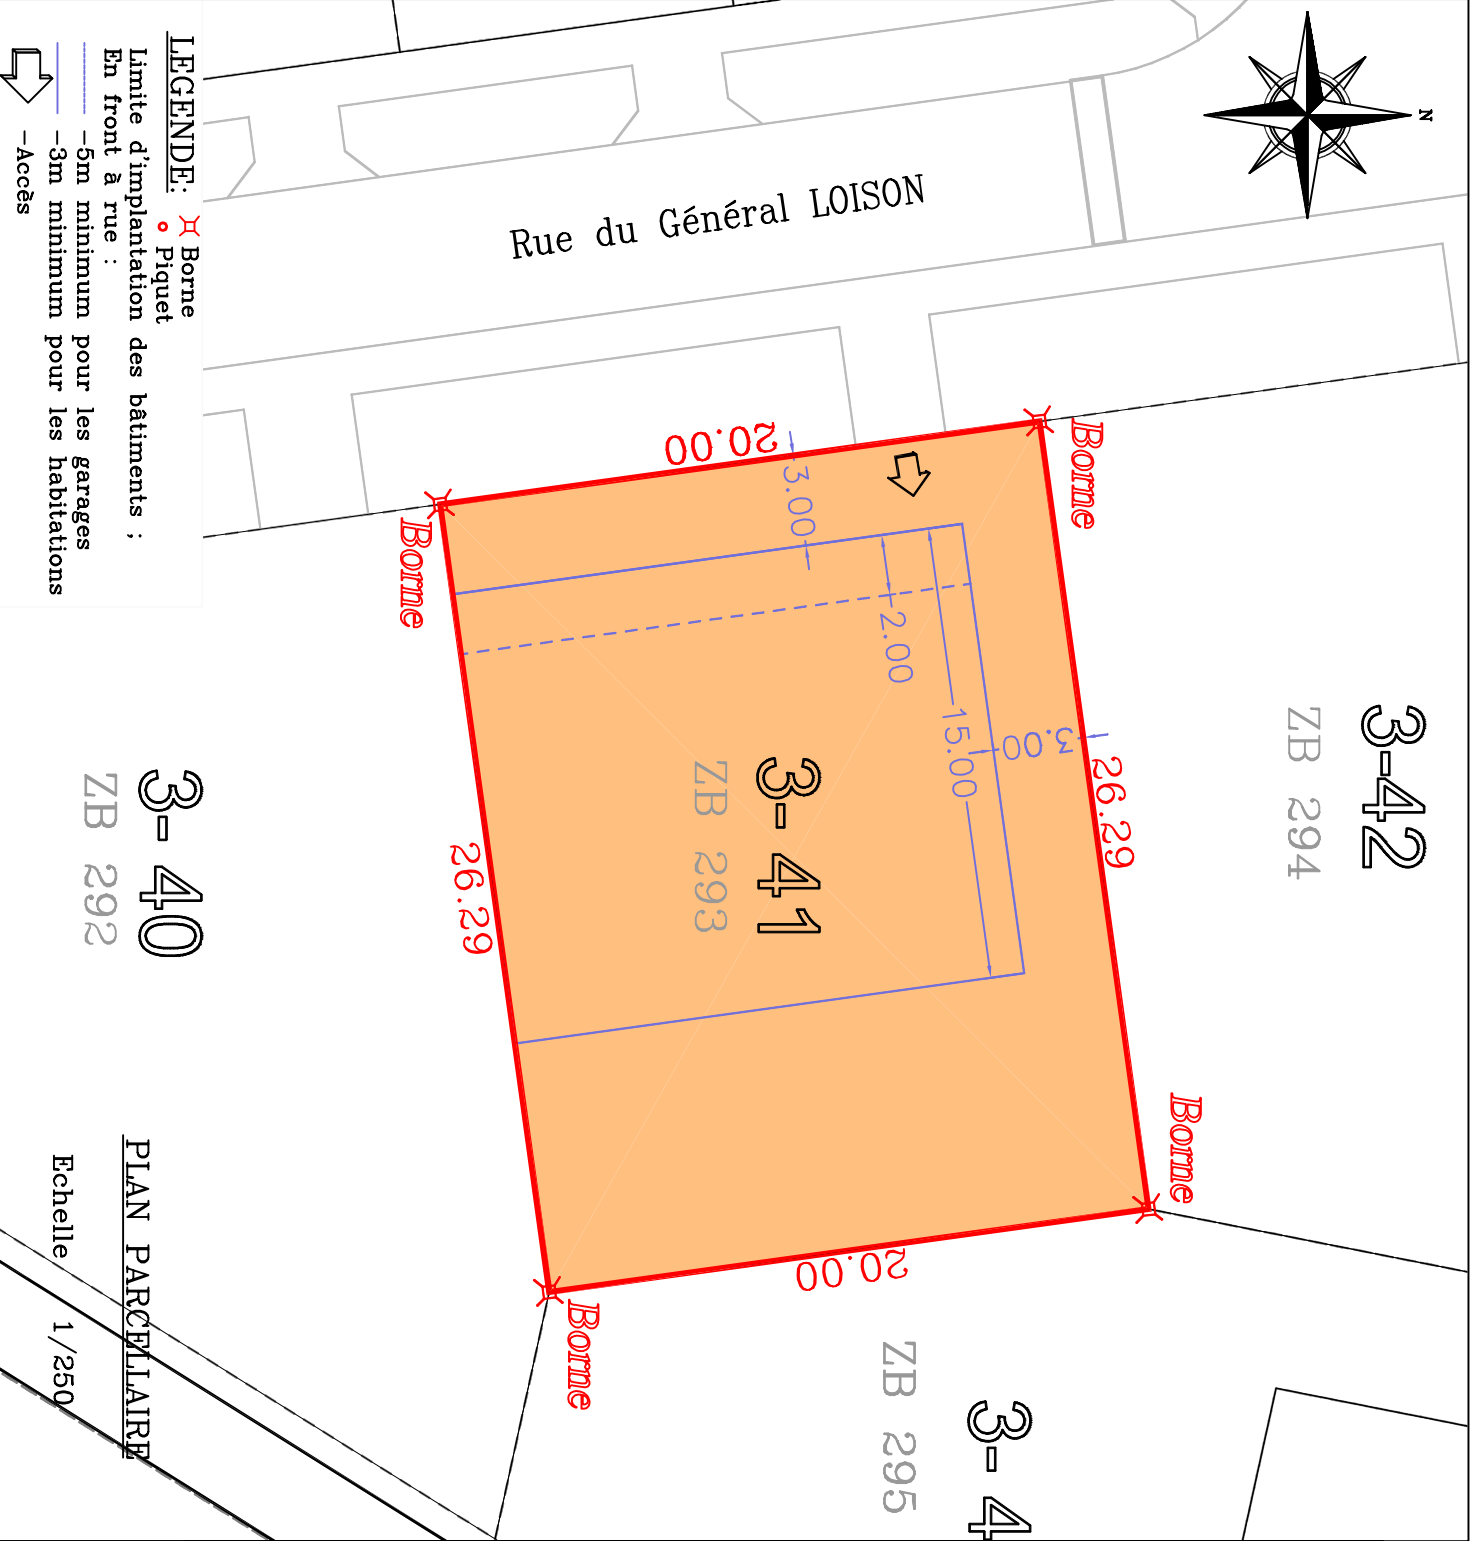 N
Rue du Général LOISON
LEGENDE:
Borne
Piquet
Limite d'implantation des bâtiments ;
En front à rue :
-5m minimum pour les garages
-3m minimum pour les habitations
-Accès
Borne
Borne
Borne
Borne
20.00
26.29
20.00
26.29
3.00
2.00
15.00
3.00
3-42
ZB 294
3- 41
ZB 293
3- 40
ZB 292
3- 4
ZB 295
PLAN PARCELLAIRE
Echelle 1/250